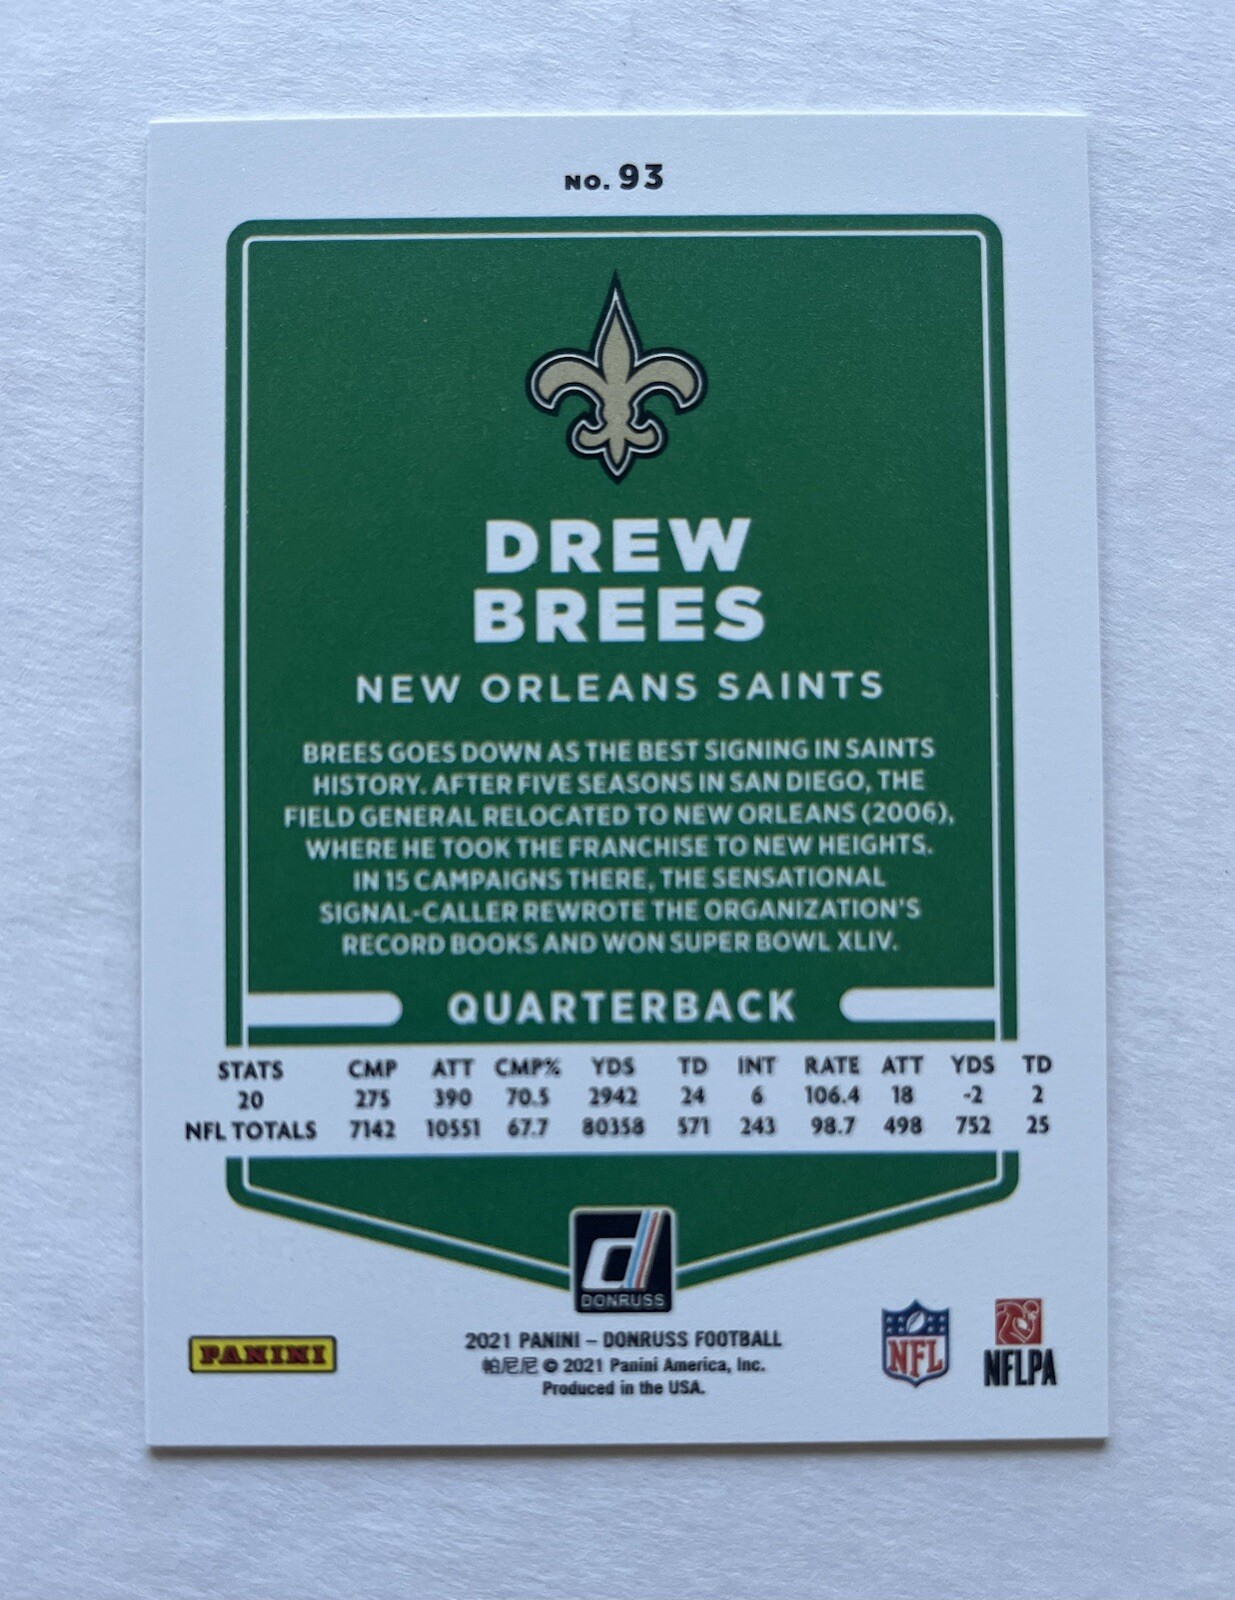 NO. 93
DREW
BREES
NEW ORLEANS SAINTS
BREES GOES DOWN AS THE BEST SIGNING IN SAINTS
HISTORY. AFTER FIVE SEASONS IN SAN DIEGO, THE
FIELD GENERAL RELOCATED TO NEW ORLEANS (2006),
WHERE HE TOOK THE FRANCHISE TO NEW HEIGHTS.
IN 15 CAMPAIGNS THERE, THE SENSATIONAL
SIGNAL-CALLER REWROTE THE ORGANIZATION'S
RECORD BOOKS AND WON SUPER BOWL XLIV.
QUARTERBACK
STATS CMP ATT CMP% YDS TD INT RATE ATT YDS TD
20 275 390 70.5 2942 24 6 106.4 18 -2 2
NFL TOTALS 7142 10551 67.7 80358 571 243 98.7 498 752 25
d
DONRUSS
PANINI
2021 PANINI – DONRUSS FOOTBALL
帕尼尼 © 2021 Panini America, Inc.
Produced in the USA.
NFL
NFLPA